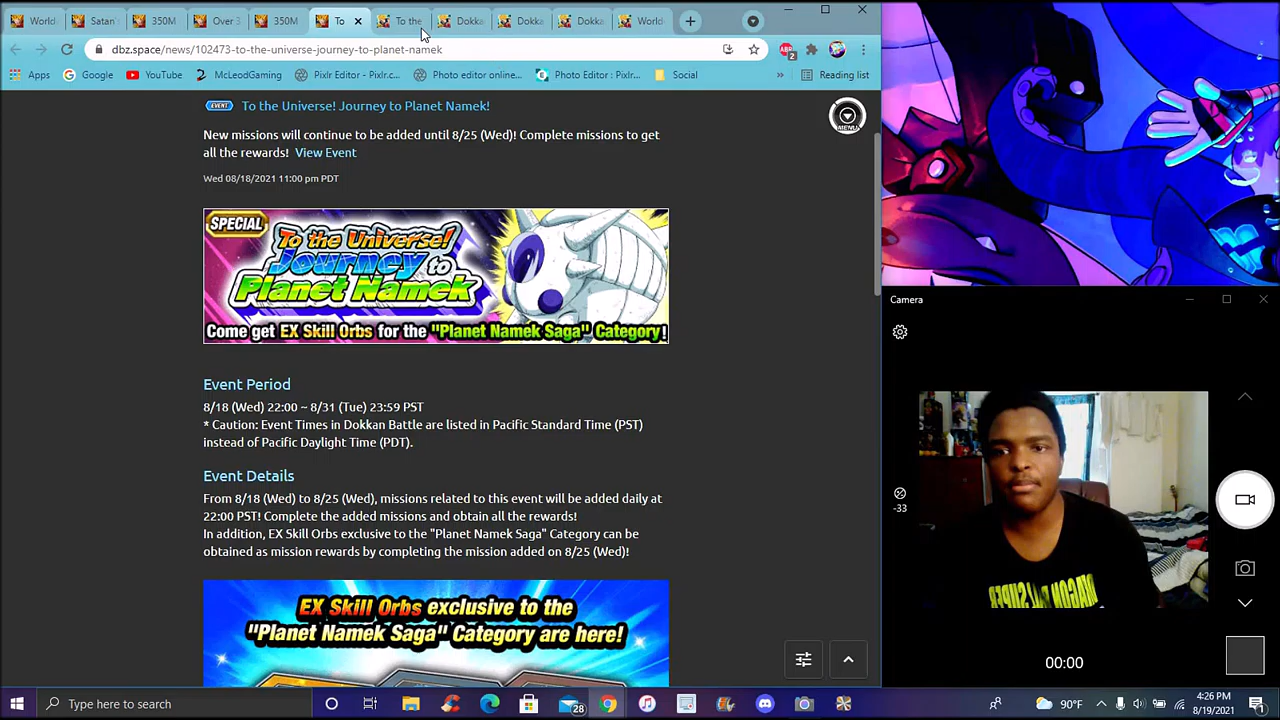 World
Satan'
350M
Over 3
350M
To
To the
Dokka
Dokka
Dokka
World
dbz.space/news/102473-to-the-universe-journey-to-planet-namek
ABP
2
Apps
Google
YouTube
McLeodGaming
Pixlr Editor - Pixlr.c...
Photo editor online...
Photo Editor : Pixlr...
Social
»
Reading list
EVENT
To the Universe! Journey to Planet Namek!
MENU
New missions will continue to be added until 8/25 (Wed)! Complete missions to get
all the rewards! View Event
Wed 08/18/2021 11:00 pm PDT
SPECIAL
To the Universe!
Journey to
Planet Namek
Come get EX Skill Orbs for the "Planet Namek Saga" Category!
Event Period
8/18 (Wed) 22:00 ~ 8/31 (Tue) 23:59 PST
* Caution: Event Times in Dokkan Battle are listed in Pacific Standard Time (PST)
instead of Pacific Daylight Time (PDT).
Event Details
From 8/18 (Wed) to 8/25 (Wed), missions related to this event will be added daily at
22:00 PST! Complete the added missions and obtain all the rewards!
In addition, EX Skill Orbs exclusive to the "Planet Namek Saga" Category can be
obtained as mission rewards by completing the mission added on 8/25 (Wed)!
EX Skill Orbs exclusive to the
"Planet Namek Saga" Category are here!
Camera
-33
DRAGON BALL SUPER
00:00
Type here to search
28
90°F
4:26 PM
8/19/2021
1